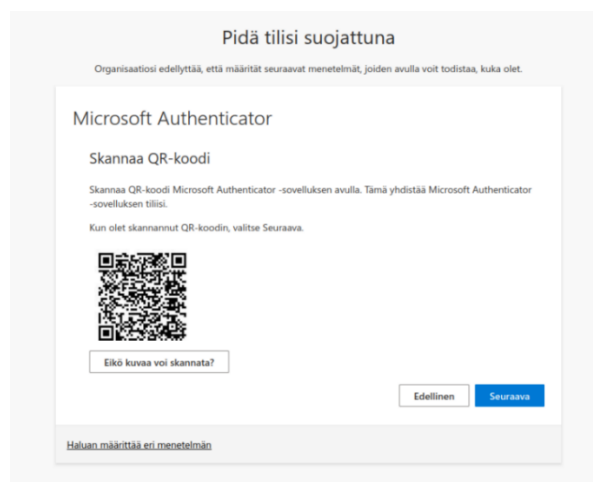 Pidä tilisi suojattuna
Organisaatiosi edellyttää, että määrität seuraavat menetelmät, joiden avulla voit todistaa, kuka olet.
Microsoft Authenticator
Skannaa QR-koodi
Skannaa QR-koodi Microsoft Authenticator -sovelluksen avulla. Tämä yhdistää Microsoft Authenticator
-sovelluksen tiliisi.
Kun olet skannannut QR-koodin, valitse Seuraava.
Eikö kuvaa voi skannata?
Edellinen
Seuraava
Haluan määrittää eri menetelmän